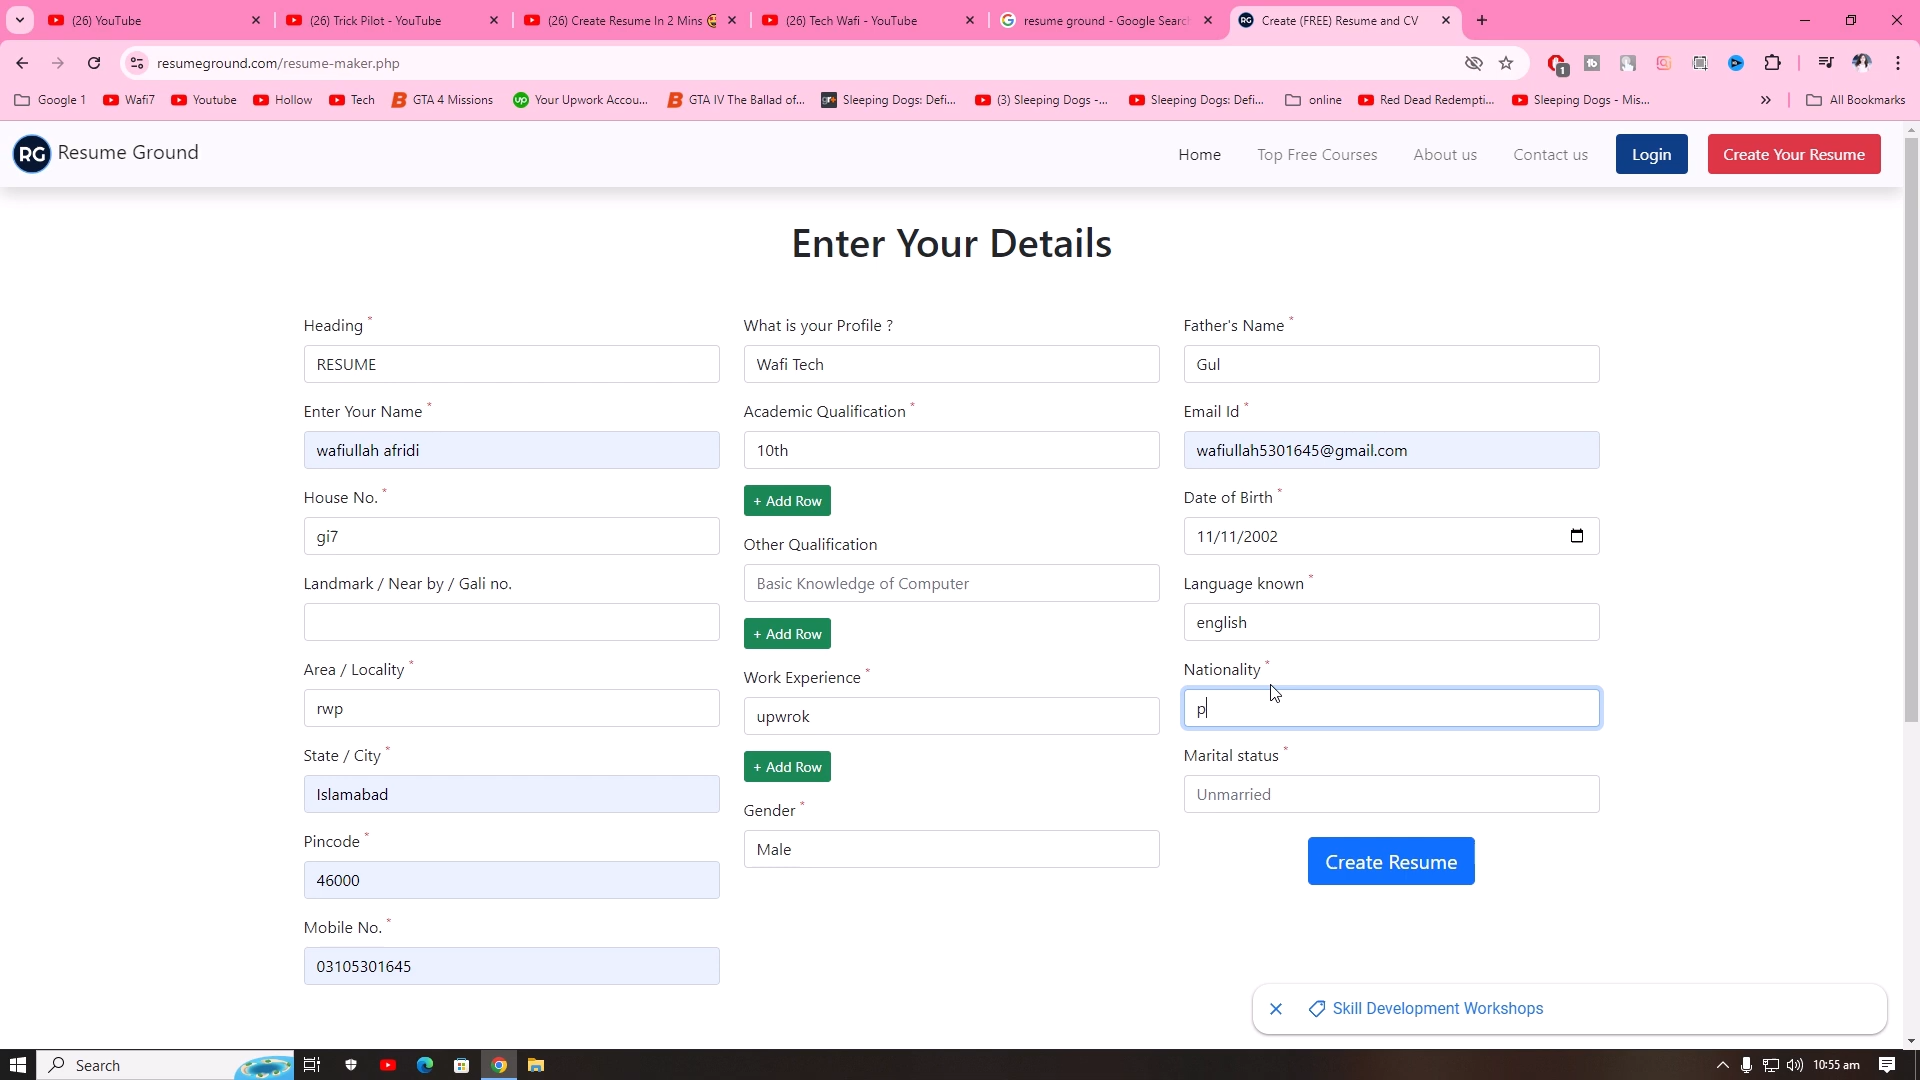 (26) YouTube
(26) Trick Pilot - YouTube
(26) Create Resume In 2 Mins
(26) Tech Wafi - YouTube
resume ground - Google Searc
Create (FREE) Resume and CV
resumeground.com/resume-maker.php
1
Google 1
Wafi7
Youtube
Hollow
Tech
GTA 4 Missions
Your Upwork Accou...
GTA IV The Ballad of...
Sleeping Dogs: Defi...
(3) Sleeping Dog -...
Sleeping Dogs: Defi...
online
Red Dead Redempti...
Sleeping Dogs - Mis...
All Bookmarks
RG Resume Ground
Home
Top Free Courses
About us
Contact us
Login
Create Your Resume
Enter Your Details
Heading *
RESUME
Enter Your Name *
wafiullah afridi
House No. *
gi7
Landmark / Near by / Gali no.
Area / Locality *
rwp
State / City *
Islamabad
Pincode *
46000
Mobile No. *
03105301645
What is your Profile ?
Wafi Tech
Academic Qualification *
10th
+ Add Row
Other Qualification
Basic Knowledge of Computer
+ Add Row
Work Experience *
upwrok
+ Add Row
Gender *
Male
Father's Name *
Gul
Email Id *
wafiullah5301645@gmail.com
Date of Birth *
11/11/2002
Language known *
english
Nationality *
p
Marital status *
Unmarried
Create Resume
Skill Development Workshops
Search
10:55 am